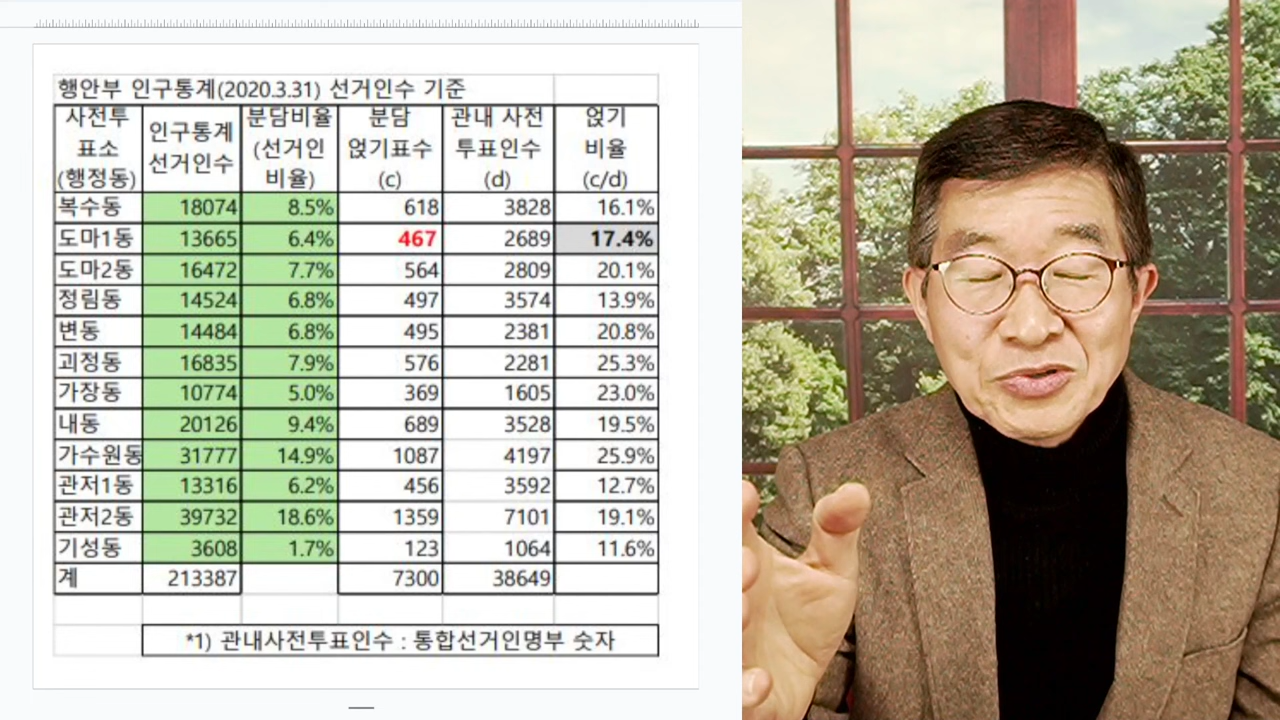 행안부 인구통계(2020.3.31) 선거인수 기준
사전투표소(행정동) 인구통계 선거인수 분담비율(선거인비율) 분담 얹기표수(c) 관내 사전투표인수(d) 얹기 비율(c/d)
복수동 18074 8.5% 618 3828 16.1%
도마1동 13665 6.4% 467 2689 17.4%
도마2동 16472 7.7% 564 2809 20.1%
정림동 14524 6.8% 497 3574 13.9%
변동 14484 6.8% 495 2381 20.8%
괴정동 16835 7.9% 576 2281 25.3%
가장동 10774 5.0% 369 1605 23.0%
내동 20126 9.4% 689 3528 19.5%
가수원동 31777 14.9% 1087 4197 25.9%
관저1동 13316 6.2% 456 3592 12.7%
관저2동 39732 18.6% 1359 7101 19.1%
기성동 3608 1.7% 123 1064 11.6%
계 213387 7300 38649
*1) 관내사전투표인수 : 통합선거인명부 숫자